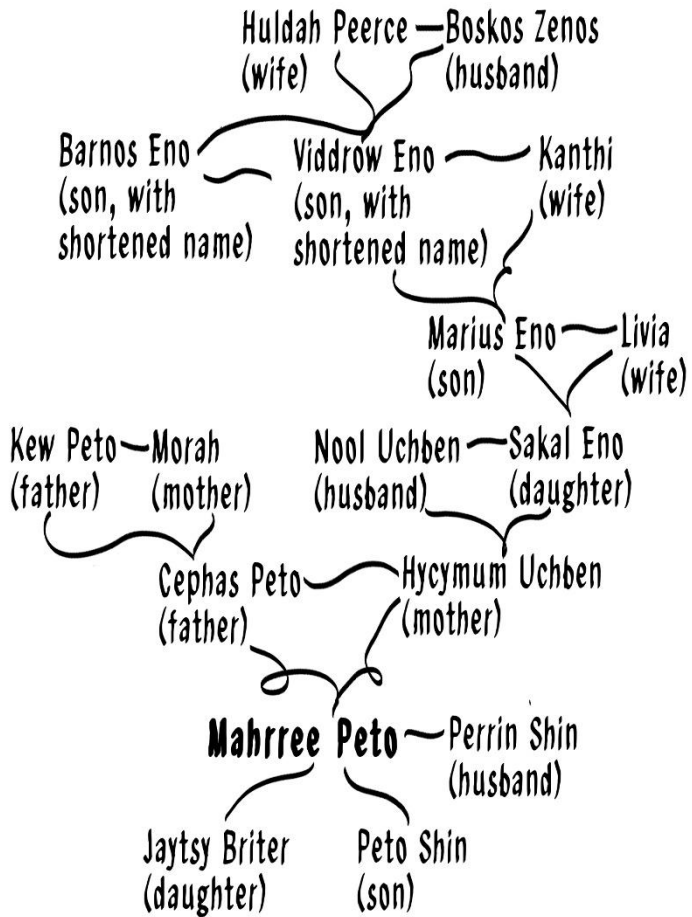 Huldah Peerce Boskos Zenos
(wife) (husband)
Barnos Eno Viddrow Eno Kanthi
(son, with (son, with (wife)
shortened name) shortened name)
Marius Eno Livia
(son) (wife)
Kew Peto Morah Nool Uchben Sakal Eno
(father) (mother) (husband) (daughter)
Cephas Peto Hycymum Uchben
(father) (mother)
Mahrree Peto Perrin Shin
(husband)
Jaytsy Briter Peto Shin
(daughter) (son)